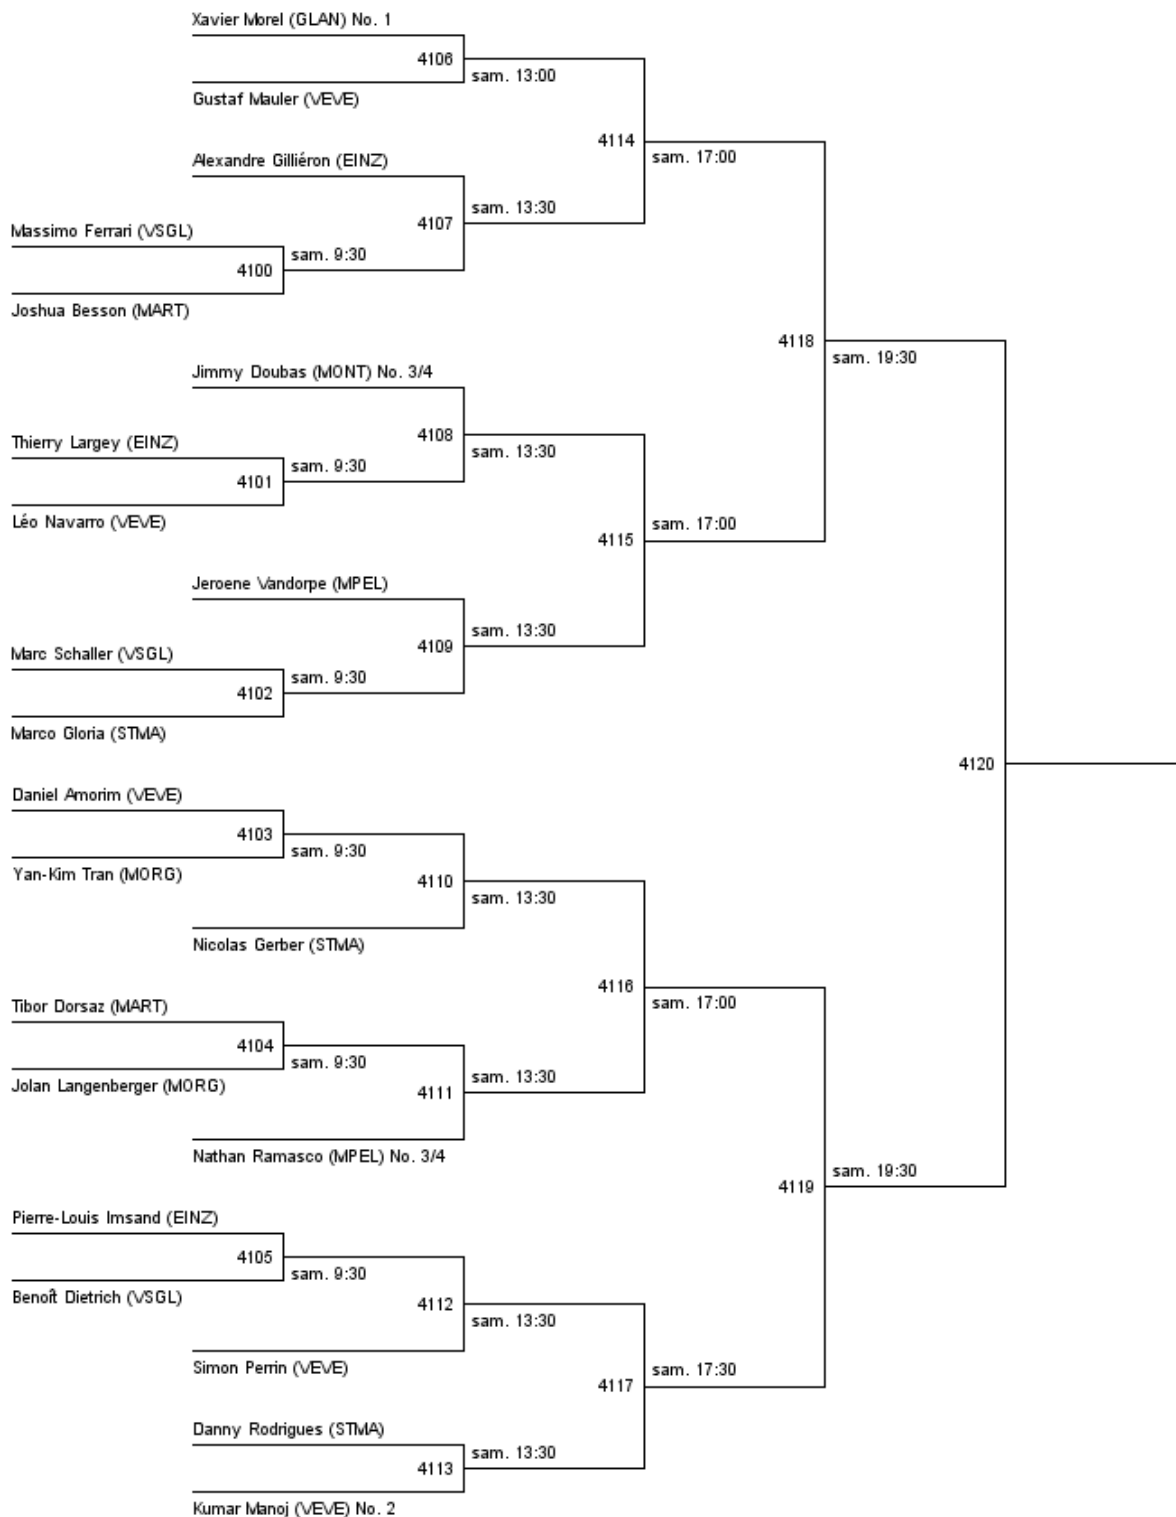 Xavier Morel (GLAN) No. 1
4106
sam. 13:00
Gustaf Mauler (VEVE)
4114
sam. 17:00
Alexandre Gilliéron (EINZ)
4107
sam. 13:30
Massimo Ferrari (VSGL)
4100
sam. 9:30
Joshua Besson (MART)
4118
sam. 19:30
Jimmy Doubas (MONT) No. 3/4
4108
sam. 13:30
Thierry Largey (EINZ)
4101
sam. 9:30
Léo Navarro (VEVE)
4115
sam. 17:00
Jeroene Vandorpe (MPEL)
4109
sam. 13:30
Marc Schaller (VSGL)
4102
sam. 9:30
Marco Gloria (STMA)
4120
Daniel Amorim (VEVE)
4103
sam. 9:30
Yan-Kim Tran (MORG)
4110
sam. 13:30
Nicolas Gerber (STMA)
4116
sam. 17:00
Tibor Dorsaz (MART)
4104
sam. 9:30
Jolan Langenberger (MORG)
4111
sam. 13:30
Nathan Ramasco (MPEL) No. 3/4
4119
sam. 19:30
Pierre-Louis Imsand (EINZ)
4105
sam. 9:30
Benoît Dietrich (VSGL)
4112
sam. 13:30
Simon Perrin (VEVE)
4117
sam. 17:30
Danny Rodrigues (STMA)
4113
sam. 13:30
Kumar Manoj (VEVE) No. 2